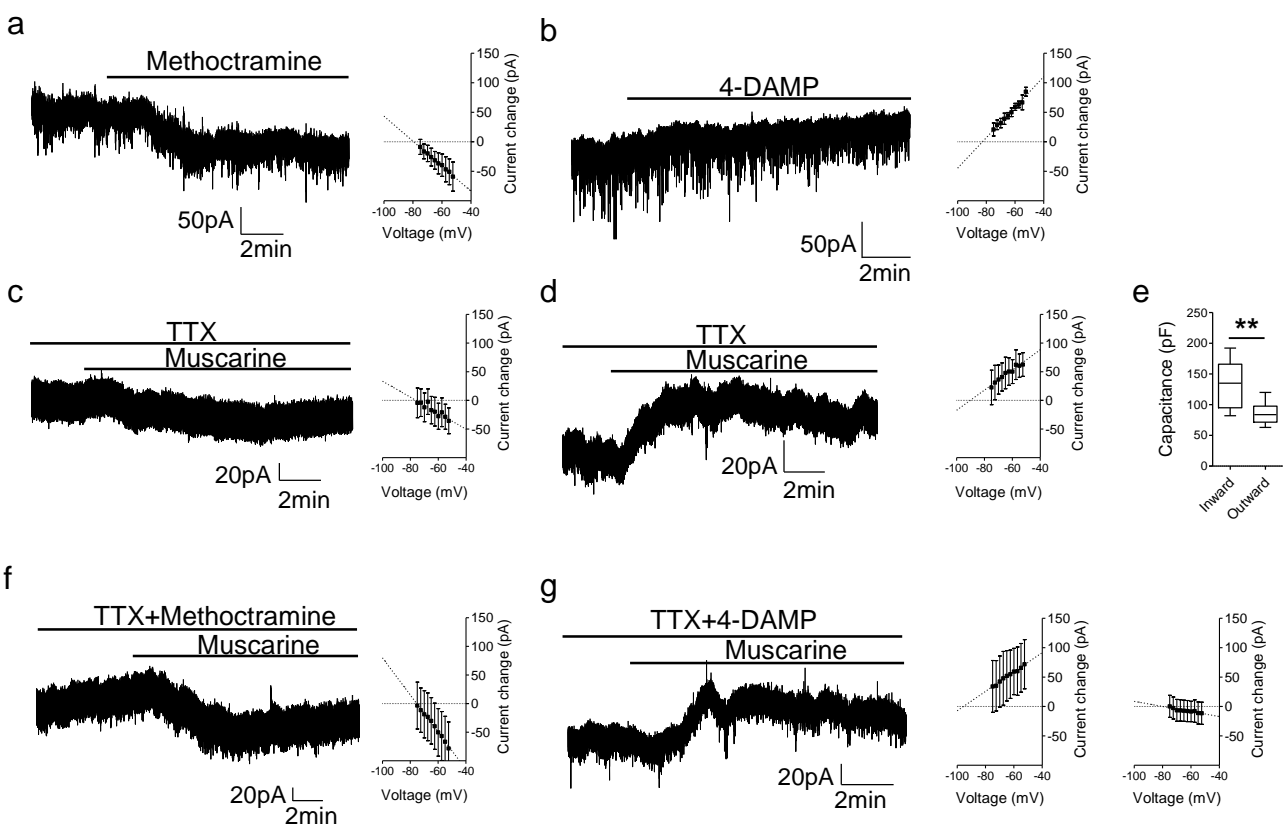 a
Methoctramine
50pA
2min
150
100
50
0
-50
Current change (pA)
-100 -80 -60 -40
Voltage (mV)
b
4-DAMP
50pA
2min
150
100
50
0
-50
Current change (pA)
-100 -80 -60 -40
Voltage (mV)
c
TTX
Muscarine
20pA
2min
150
100
50
0
-50
Current change (pA)
-100 -80 -60 -40
Voltage (mV)
d
TTX
Muscarine
20pA
2min
150
100
50
0
-50
Current change (pA)
-100 -80 -60 -40
Voltage (mV)
e
**
250
200
150
100
50
0
Capacitance (pF)
Inward
Outward
f
TTX+Methoctramine
Muscarine
20pA
2min
150
100
50
0
-50
Current change (pA)
-100 -80 -60 -40
Voltage (mV)
g
TTX+4-DAMP
Muscarine
20pA
2min
150
100
50
0
-50
Current change (pA)
-100 -80 -60 -40
Voltage (mV)
150
100
50
0
-50
Current change (pA)
-100 -80 -60 -40
Voltage (mV)